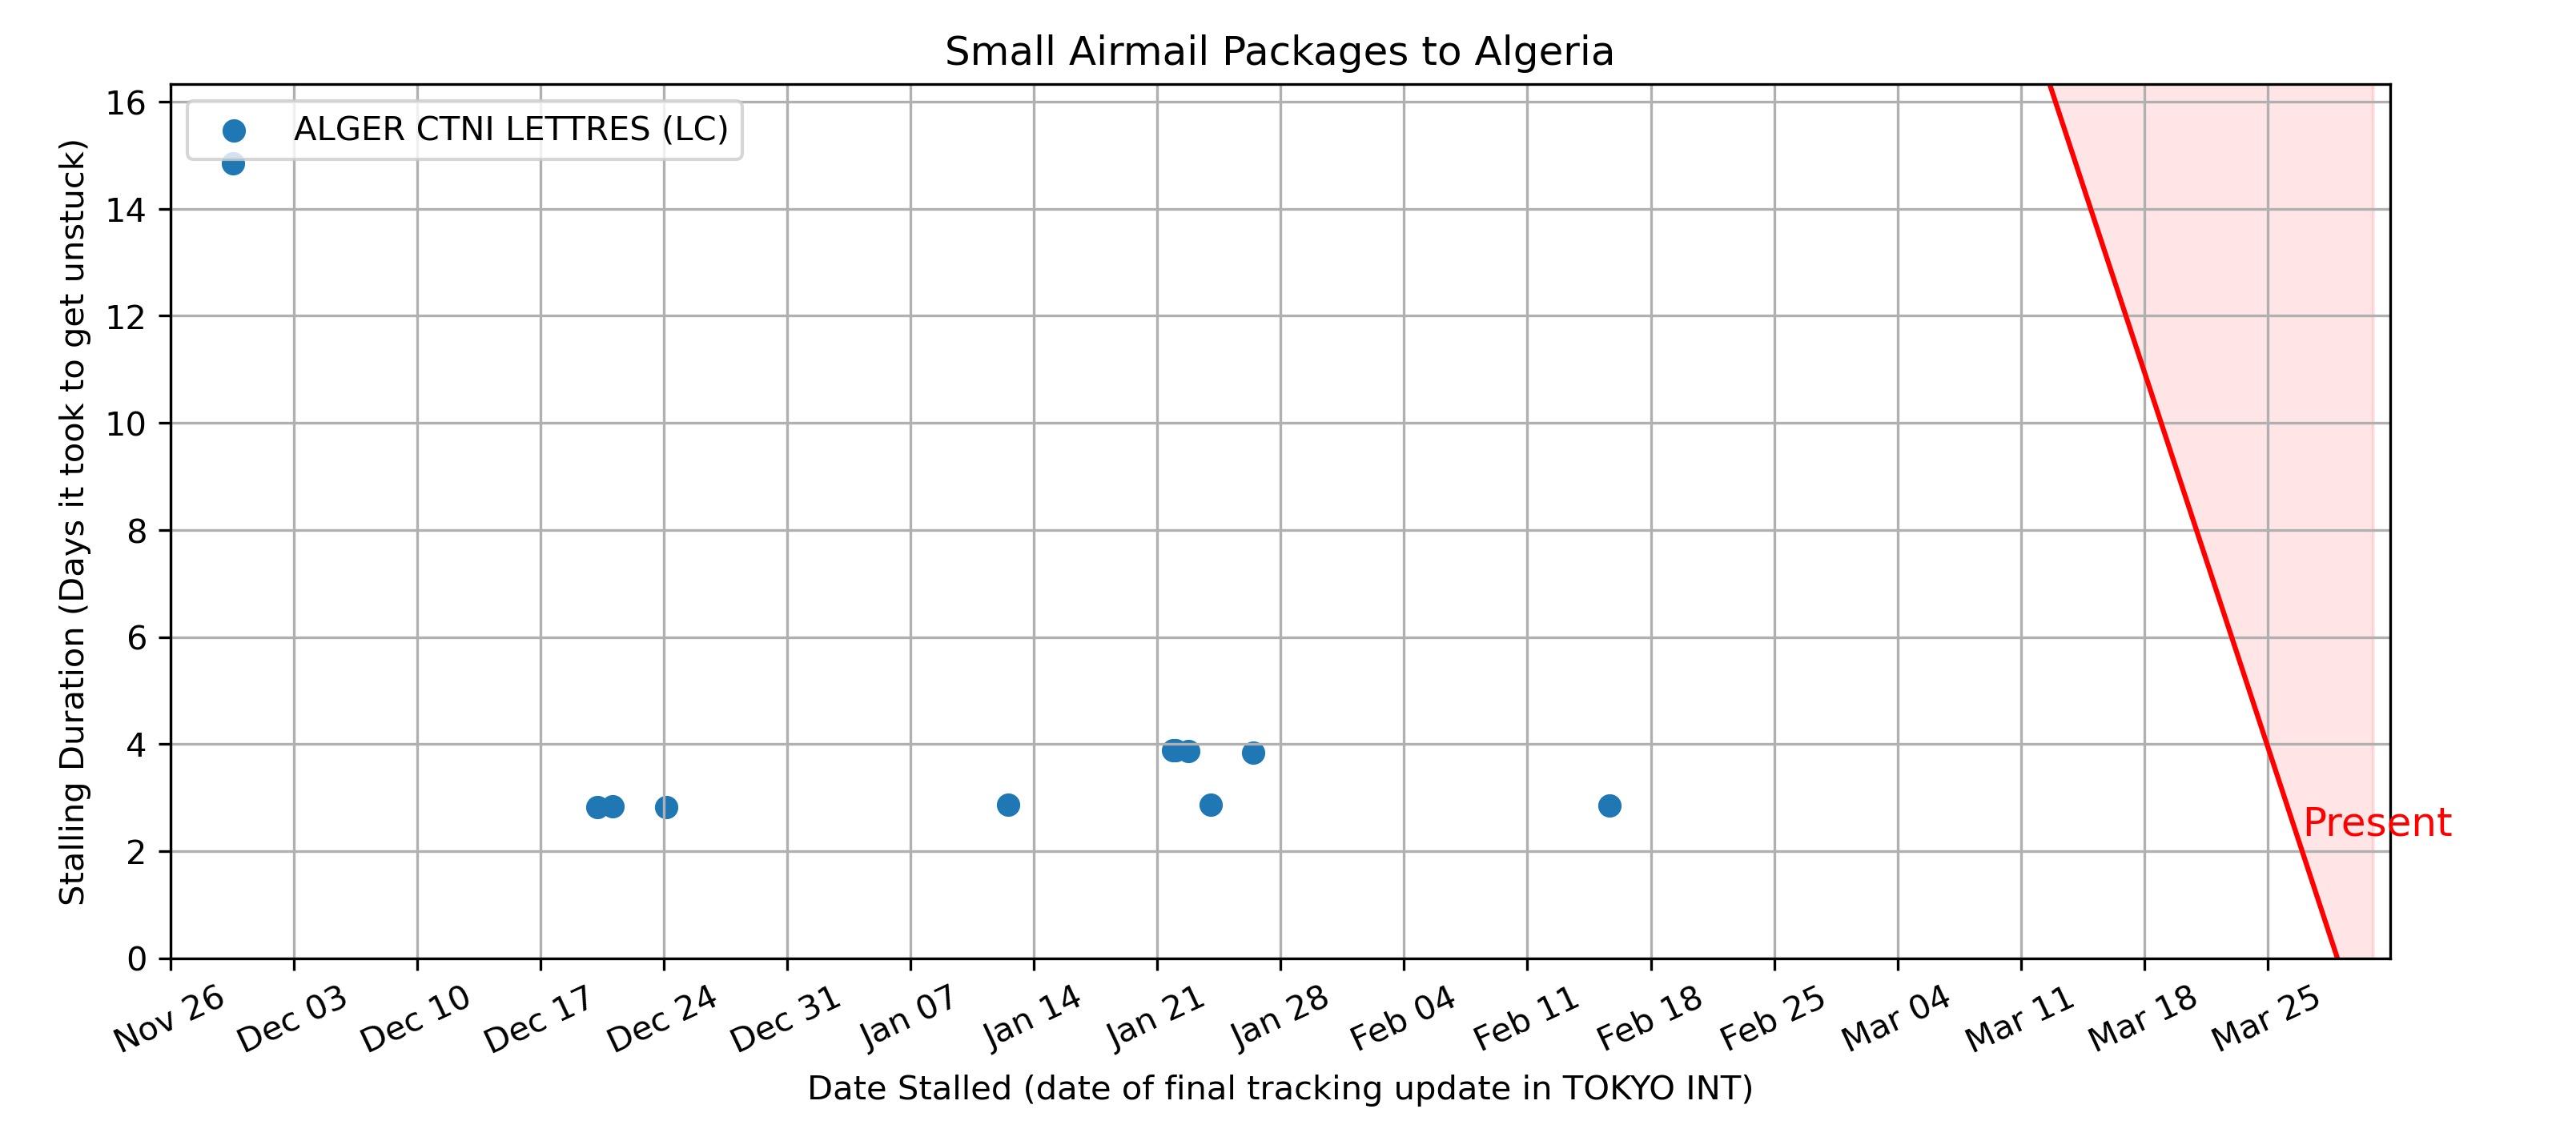 Small Airmail Packages to Algeria
ALGER CTNI LETTRES (LC)
Stalling Duration (Days it took to get unstuck)
16
14
12
10
8
6
4
2
0
Present
Nov 26
Dec 03
Dec 10
Dec 17
Dec 24
Dec 31
Jan 07
Jan 14
Jan 21
Jan 28
Feb 04
Feb 11
Feb 18
Feb 25
Mar 04
Mar 11
Mar 18
Mar 25
Date Stalled (date of final tracking update in TOKYO INT)